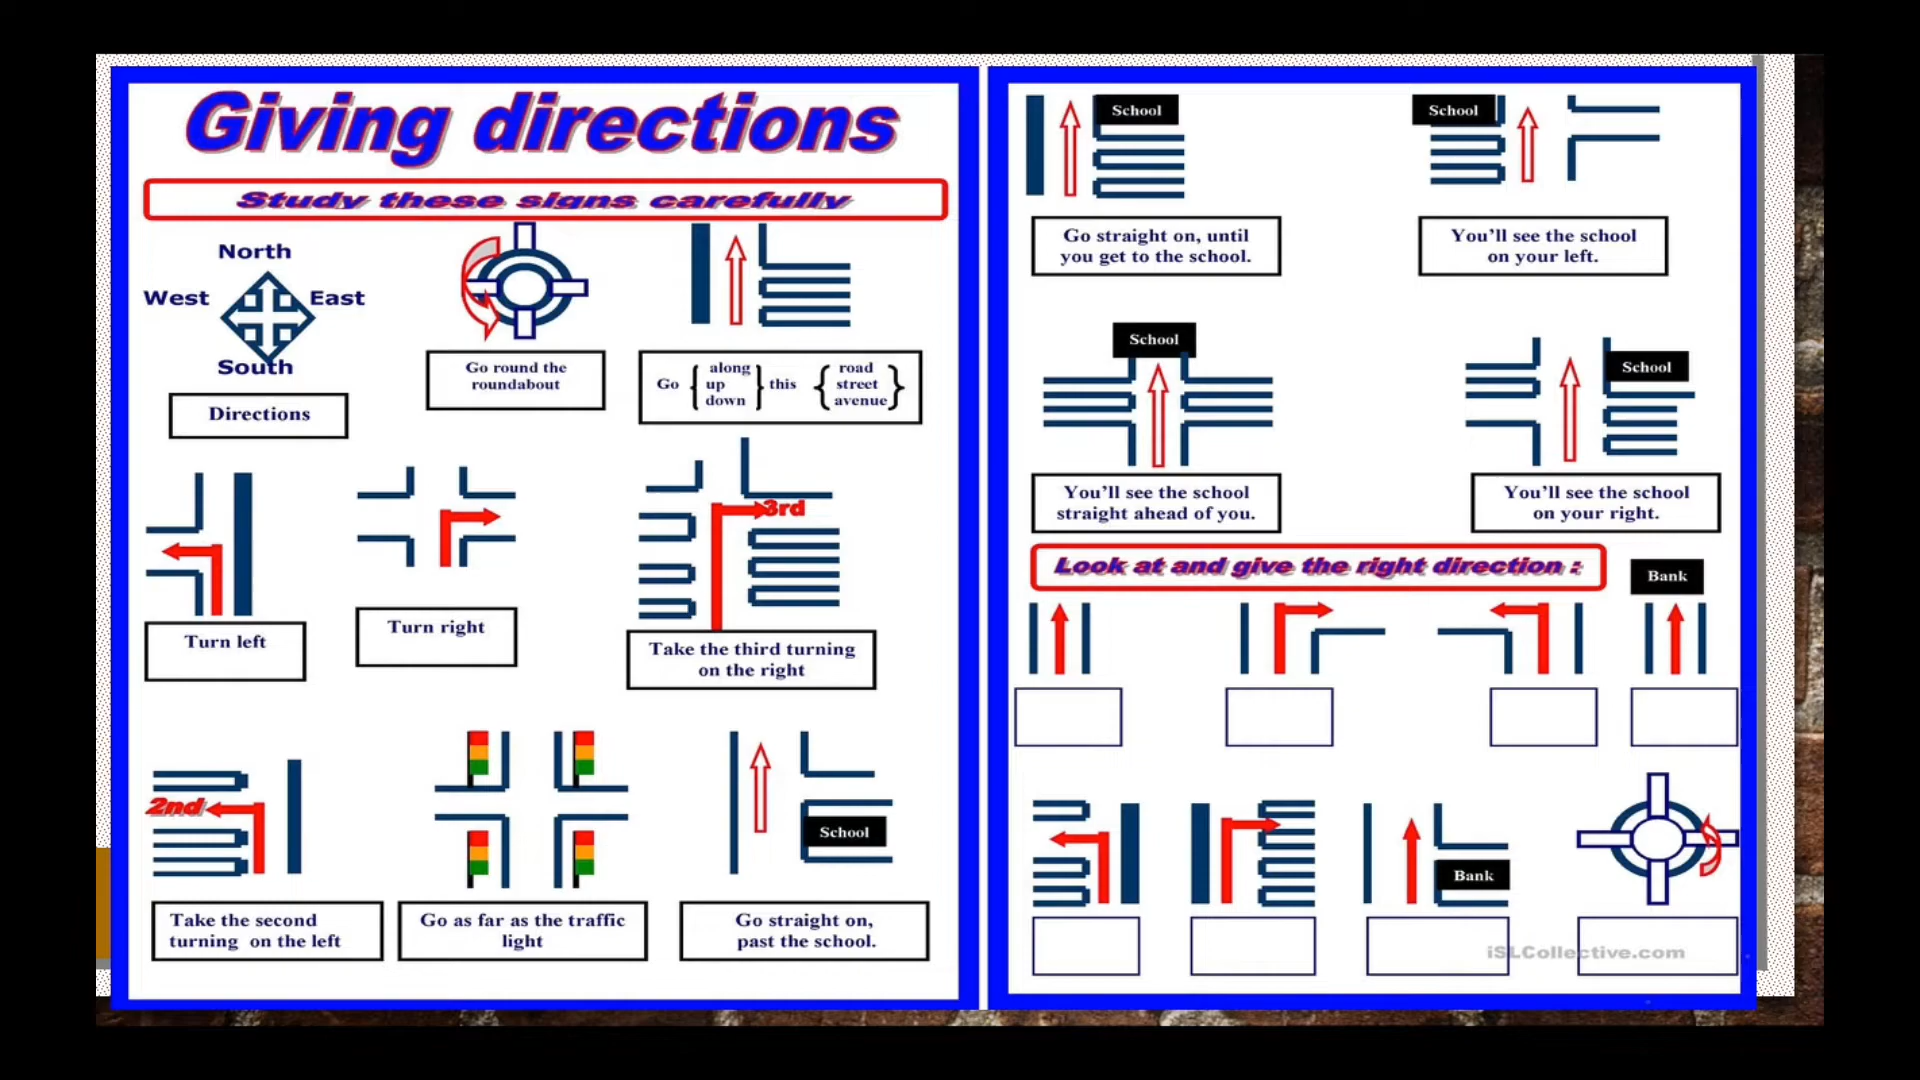 Giving directions
Study these signs carefully
North
West
East
South
Directions
Go round the
roundabout
Go { along up down } this { road street avenue }
Turn left
Turn right
3rd
Take the third turning
on the right
2nd
Take the second
turning on the left
Go as far as the traffic
light
School
Go straight on,
past the school.
School
Go straight on, until
you get to the school.
School
You'll see the school
on your left.
School
You'll see the school
straight ahead of you.
School
You'll see the school
on your right.
Look at and give the right direction :
Bank
Bank
iSLCollective.com